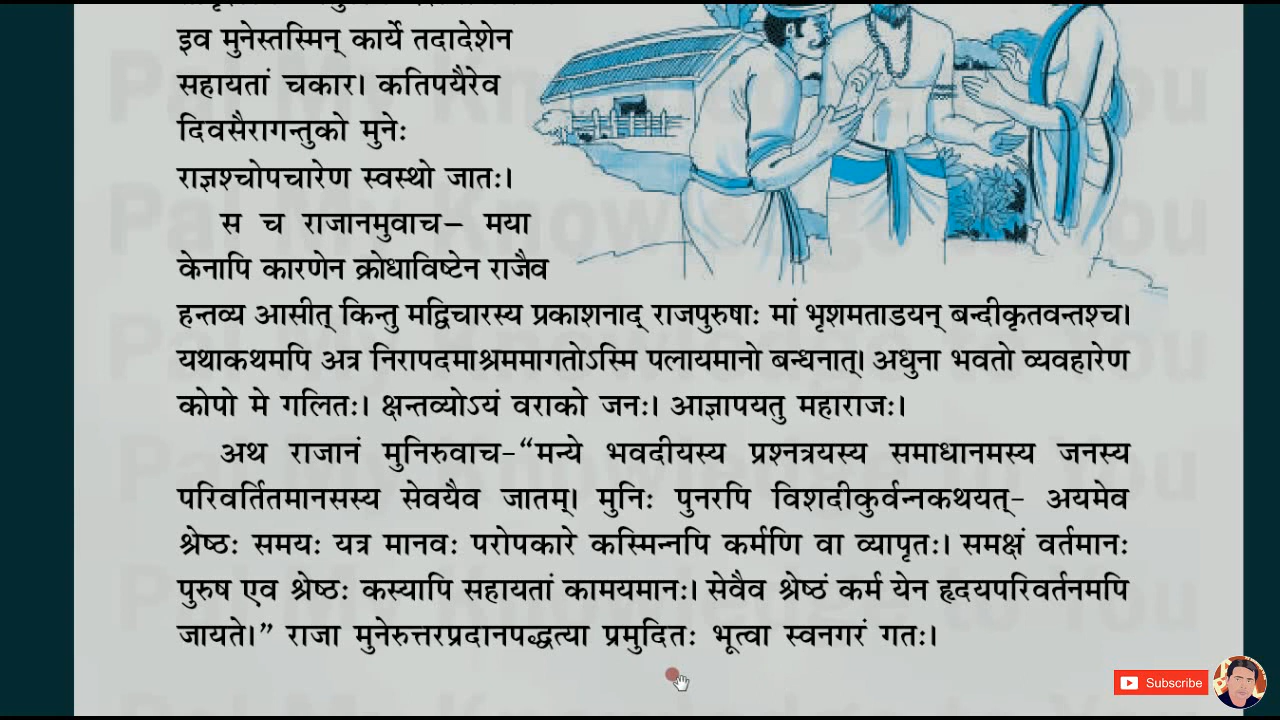 इव मुनेस्तस्मिन् कार्ये तदादेशेन
सहायतां चकार। कतिपयैरेव
दिवसैरागन्तुको मुनेः
राज्ञश्चोपचारेण स्वस्थो जातः।
स च राजानमुवाच– मया
केनापि कारणेन क्रोधाविष्टेन राजैव
हन्तव्य आसीत् किन्तु मद्विचारस्य प्रकाशनाद् राजपुरुषाः मां भृशमताडयन् बन्दीकृतवन्तश्च।
यथाकथमपि अत्र निरापदमाश्रममागतोऽस्मि पलायमानो बन्धनात्। अधुना भवतो व्यवहारेण
कोपो मे गलितः। क्षन्तव्योऽयं वराको जनः। आज्ञापयतु महाराजः।
अथ राजानं मुनिरुवाच-“मन्ये भवदीयस्य प्रश्नत्रयस्य समाधानमस्य जनस्य
परिवर्तितमानसस्य सेवयैव जातम्। मुनिः पुनरपि विशदीकुर्वन्नकथयत्- अयमेव
श्रेष्ठः समयः यत्र मानवः परोपकारे कस्मिन्नपि कर्मणि वा व्यापृतः। समक्षं वर्तमानः
पुरुष एव श्रेष्ठः कस्यापि सहायतां कामयमानः। सेवैव श्रेष्ठं कर्म येन हृदयपरिवर्तनमपि
जायते।” राजा मुनेरुत्तरप्रदानपद्धत्या प्रमुदितः भूत्वा स्वनगरं गतः।
Subscribe